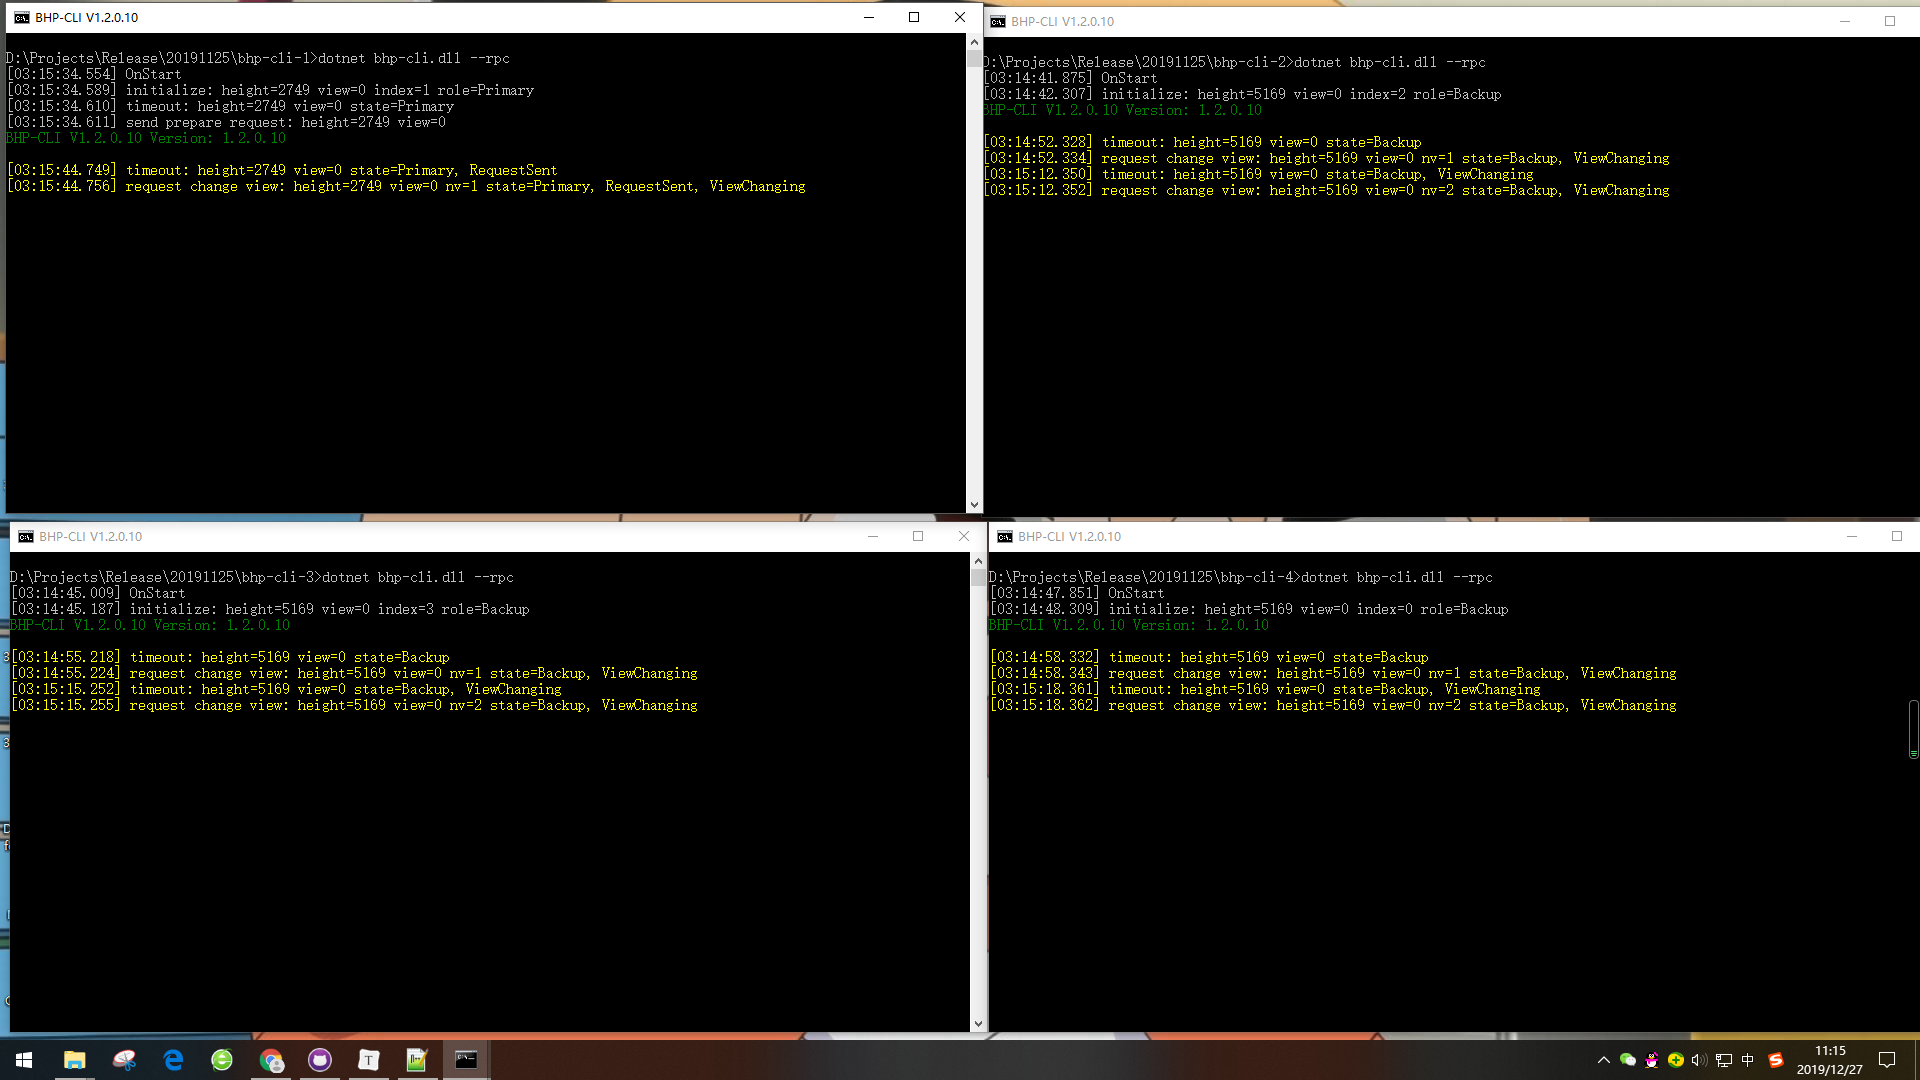 BHP-CLI V1.2.0.10
D:\Projects\Release\20191125\bhp-cli-1>dotnet bhp-cli.dll --rpc
[03:15:34.554] OnStart
[03:15:34.589] initialize: height=2749 view=0 index=1 role=Primary
[03:15:34.610] timeout: height=2749 view=0 state=Primary
[03:15:34.611] send prepare request: height=2749 view=0
BHP-CLI V1.2.0.10 Version: 1.2.0.10
[03:15:44.749] timeout: height=2749 view=0 state=Primary, RequestSent
[03:15:44.756] request change view: height=2749 view=0 nv=1 state=Primary, RequestSent, ViewChanging
BHP-CLI V1.2.0.10
D:\Projects\Release\20191125\bhp-cli-2>dotnet bhp-cli.dll --rpc
[03:14:41.875] OnStart
[03:14:42.307] initialize: height=5169 view=0 index=2 role=Backup
BHP-CLI V1.2.0.10 Version: 1.2.0.10
[03:14:52.328] timeout: height=5169 view=0 state=Backup
[03:14:52.334] request change view: height=5169 view=0 nv=1 state=Backup, ViewChanging
[03:15:12.350] timeout: height=5169 view=0 state=Backup, ViewChanging
[03:15:12.352] request change view: height=5169 view=0 nv=2 state=Backup, ViewChanging
BHP-CLI V1.2.0.10
D:\Projects\Release\20191125\bhp-cli-3>dotnet bhp-cli.dll --rpc
[03:14:45.009] OnStart
[03:14:45.187] initialize: height=5169 view=0 index=3 role=Backup
BHP-CLI V1.2.0.10 Version: 1.2.0.10
[03:14:55.218] timeout: height=5169 view=0 state=Backup
[03:14:55.224] request change view: height=5169 view=0 nv=1 state=Backup, ViewChanging
[03:15:15.252] timeout: height=5169 view=0 state=Backup, ViewChanging
[03:15:15.255] request change view: height=5169 view=0 nv=2 state=Backup, ViewChanging
BHP-CLI V1.2.0.10
D:\Projects\Release\20191125\bhp-cli-4>dotnet bhp-cli.dll --rpc
[03:14:47.851] OnStart
[03:14:48.309] initialize: height=5169 view=0 index=0 role=Backup
BHP-CLI V1.2.0.10 Version: 1.2.0.10
[03:14:58.332] timeout: height=5169 view=0 state=Backup
[03:14:58.343] request change view: height=5169 view=0 nv=1 state=Backup, ViewChanging
[03:15:18.361] timeout: height=5169 view=0 state=Backup, ViewChanging
[03:15:18.362] request change view: height=5169 view=0 nv=2 state=Backup, ViewChanging
中
11:15
2019/12/27